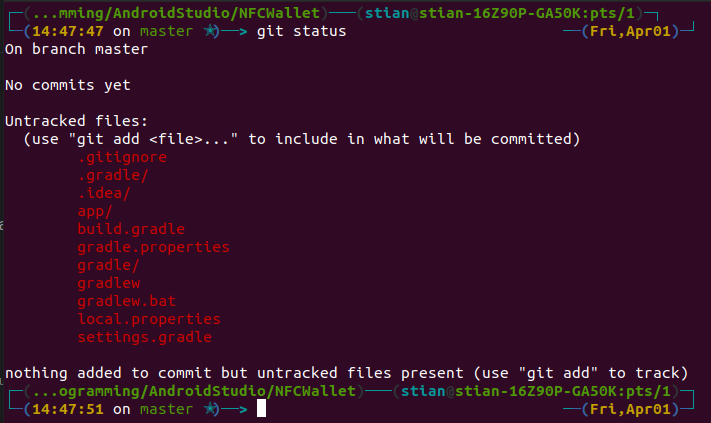 (...mming/AndroidStudio/NFCWallet)——(stian@stian-16Z90P-GA50K:pts/1)
(14:47:47 on master ✭)——> git status ——(Fri,Apr01)
On branch master
No commits yet
Untracked files:
(use "git add <file>..." to include in what will be committed)
.gitignore
.gradle/
.idea/
app/
build.gradle
gradle.properties
gradle/
gradlew
gradlew.bat
local.properties
settings.gradle
nothing added to commit but untracked files present (use "git add" to track)
(...ogramming/AndroidStudio/NFCWallet)——(stian@stian-16Z90P-GA50K:pts/1)
(14:47:51 on master ✭)——> ——(Fri,Apr01)